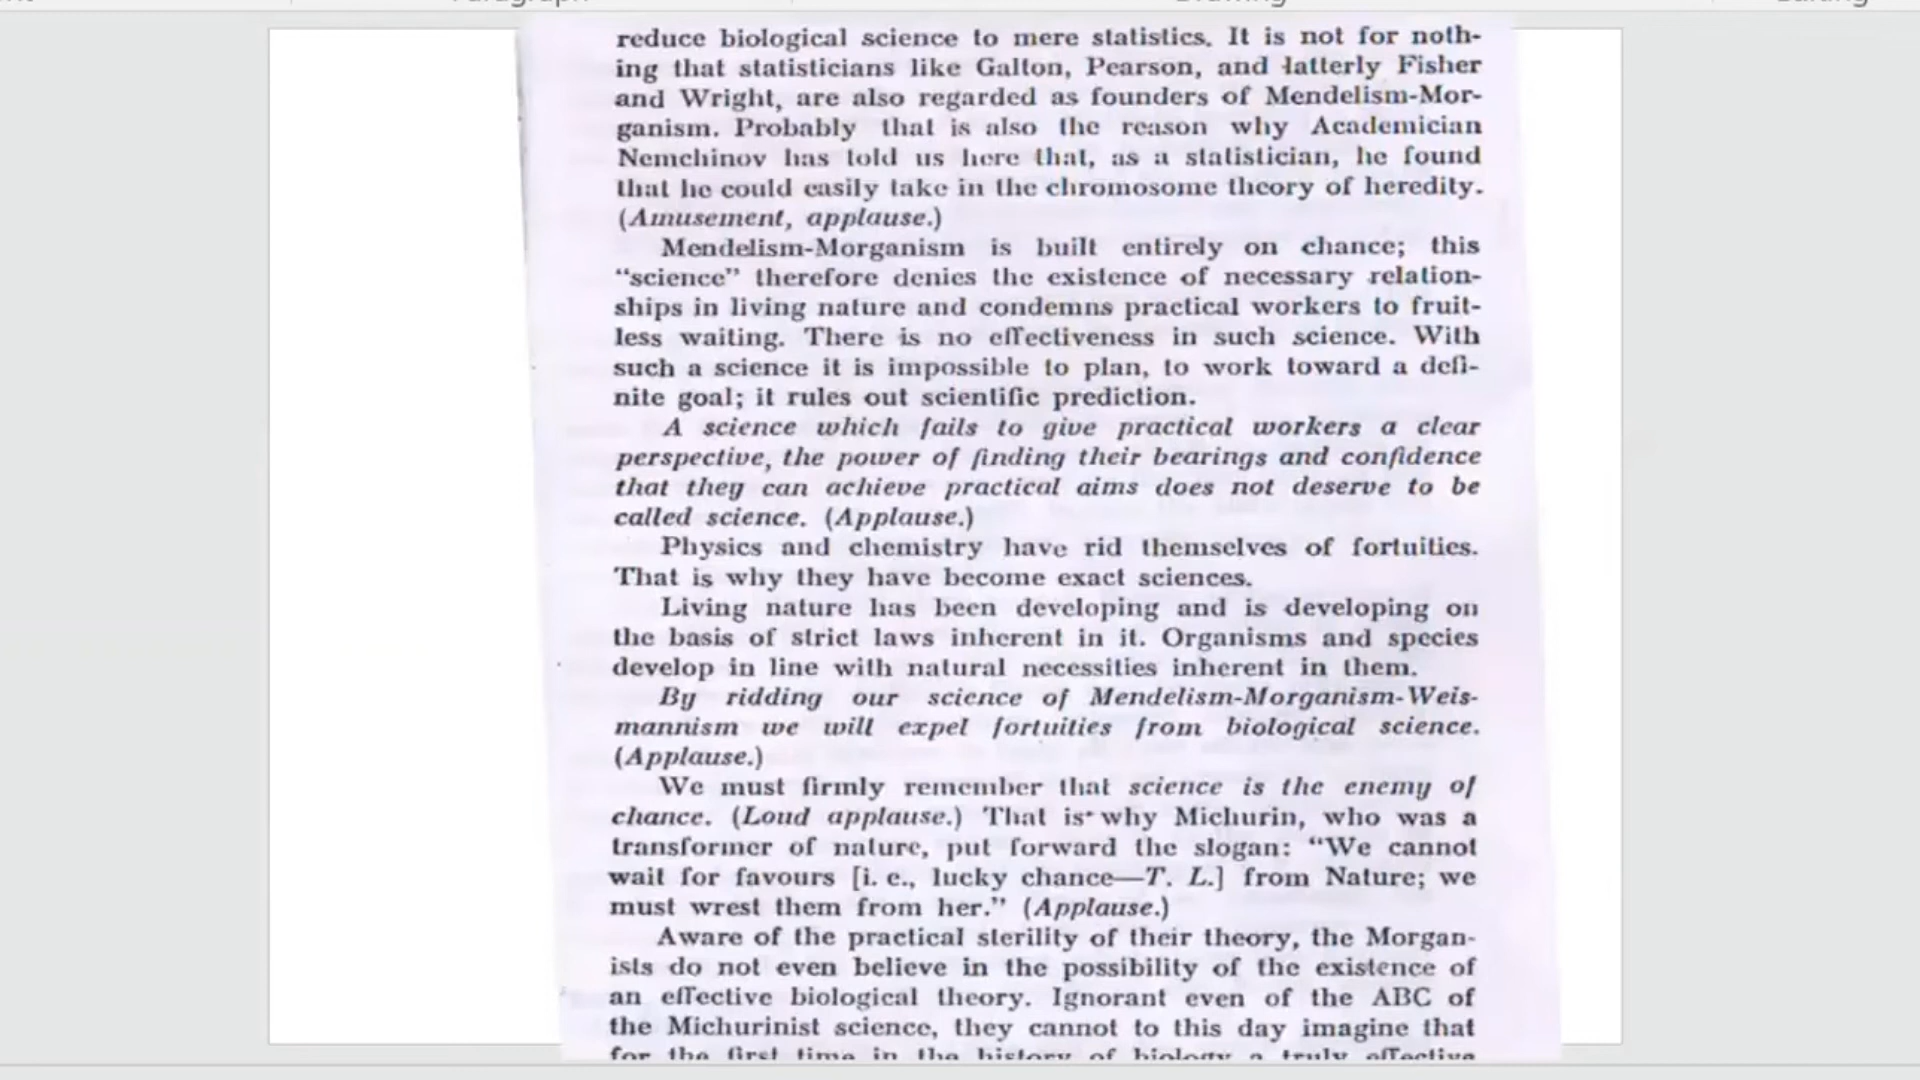 Paragraph
Drawing
Editing
reduce biological science to mere statistics. It is not for noth-
ing that statisticians like Galton, Pearson, and latterly Fisher
and Wright, are also regarded as founders of Mendelism-Mor-
ganism. Probably that is also the reason why Academician
Nemchinov has told us here that, as a statistician, he found
that he could easily take in the chromosome theory of heredity.
(Amusement, applause.)
Mendelism-Morganism is built entirely on chance; this
“science” therefore denies the existence of necessary relation-
ships in living nature and condemns practical workers to fruit-
less waiting. There is no effectiveness in such science. With
such a science it is impossible to plan, to work toward a defi-
nite goal; it rules out scientific prediction.
A science which fails to give practical workers a clear
perspective, the power of finding their bearings and confidence
that they can achieve practical aims does not deserve to be
called science. (Applause.)
Physics and chemistry have rid themselves of fortuities.
That is why they have become exact sciences.
Living nature has been developing and is developing on
the basis of strict laws inherent in it. Organisms and species
develop in line with natural necessities inherent in them.
By ridding our science of Mendelism-Morganism-Weis-
mannism we will expel fortuities from biological science.
(Applause.)
We must firmly remember that science is the enemy of
chance. (Loud applause.) That is why Michurin, who was a
transformer of nature, put forward the slogan: “We cannot
wait for favours [i. e., lucky chance—T. L.] from Nature; we
must wrest them from her.” (Applause.)
Aware of the practical sterility of their theory, the Morgan-
ists do not even believe in the possibility of the existence of
an effective biological theory. Ignorant even of the ABC of
the Michurinist science, they cannot to this day imagine that
for the first time in the history of biology a truly effective